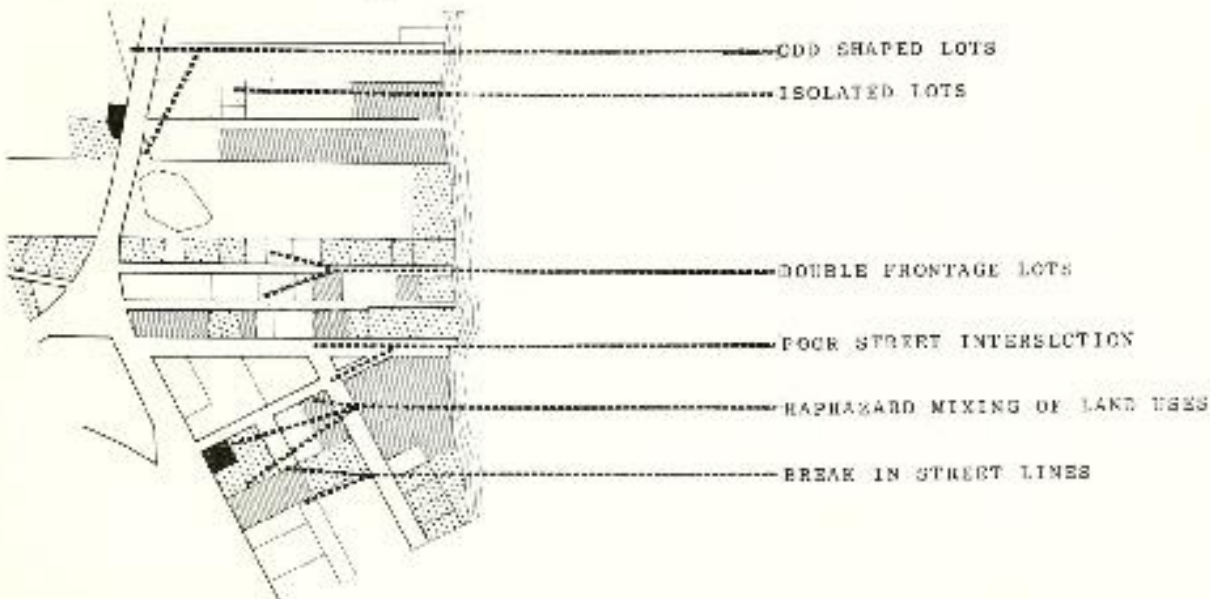 ODD SHAPED LOTS
ISOLATED LOTS
DOUBLE FRONTAGE LOTS
POOR STREET INTERSECTION
HAPHAZARD MIXING OF LAND USES
BREAK IN STREET LINES